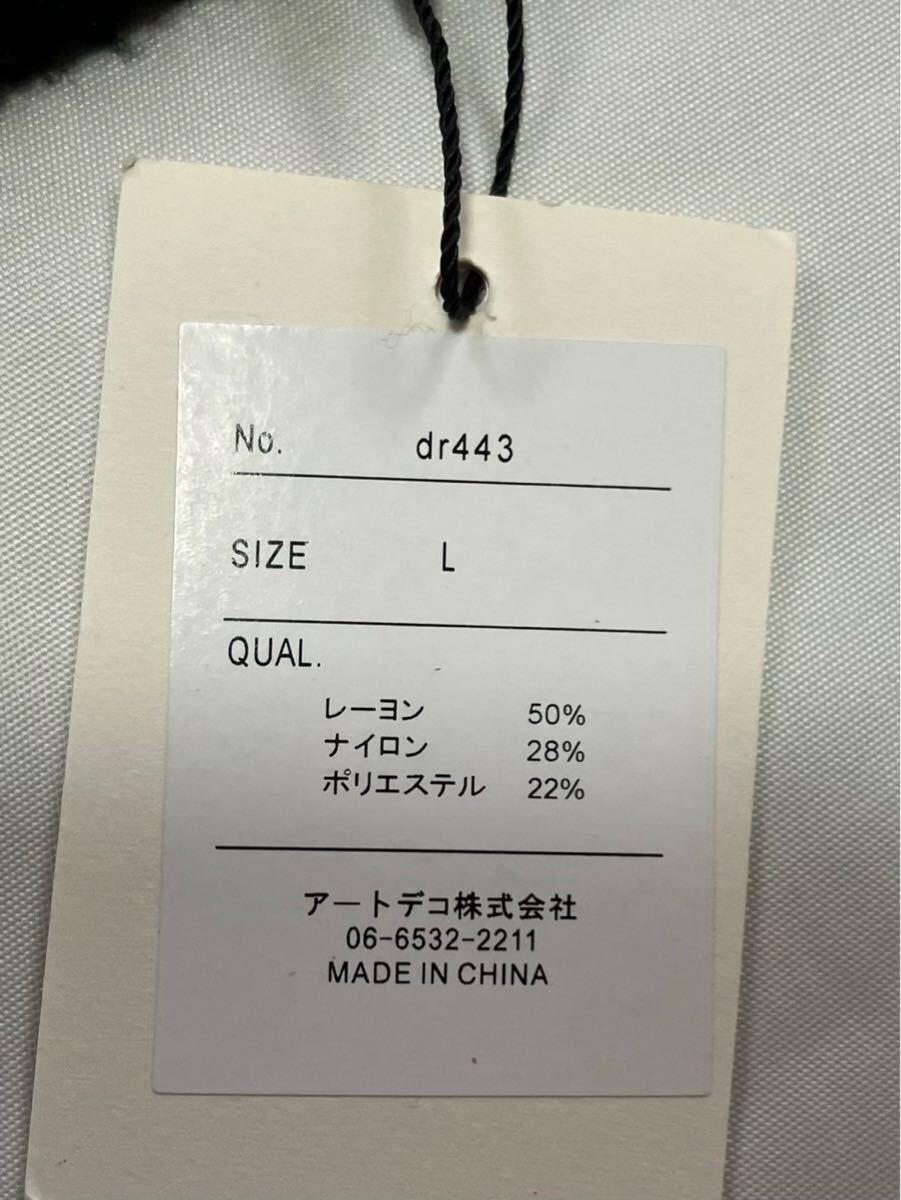 No. dr443
SIZE L
QUAL.
レーヨン 50%
ナイロン 28%
ポリエステル 22%
アートデコ株式会社
06-6532-2211
MADE IN CHINA